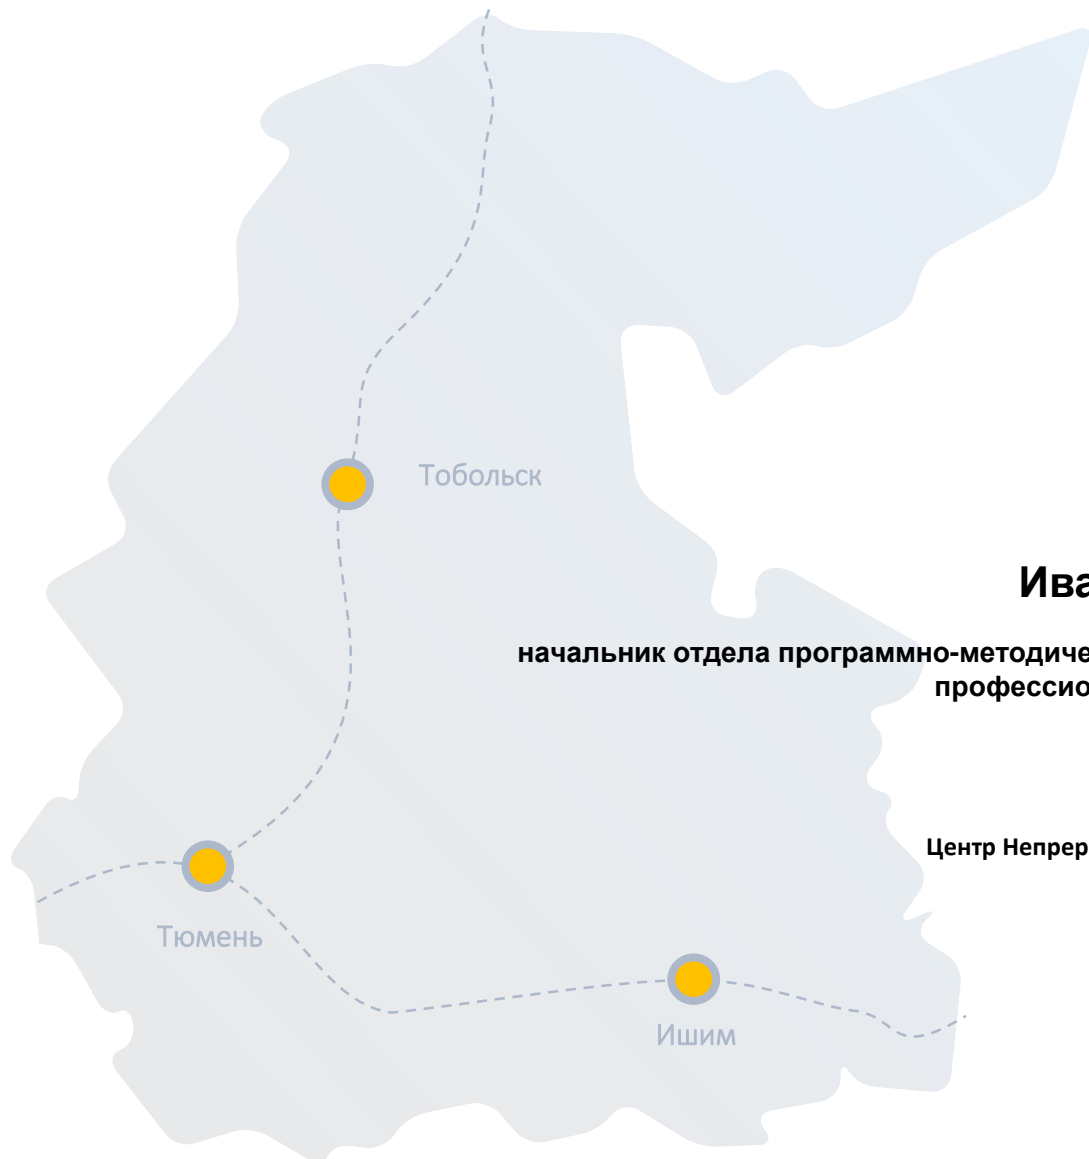 Тобольск
Ива
начальник отдела программно-методиче
профессио
Центр Непрер
Тюмень
Ишим